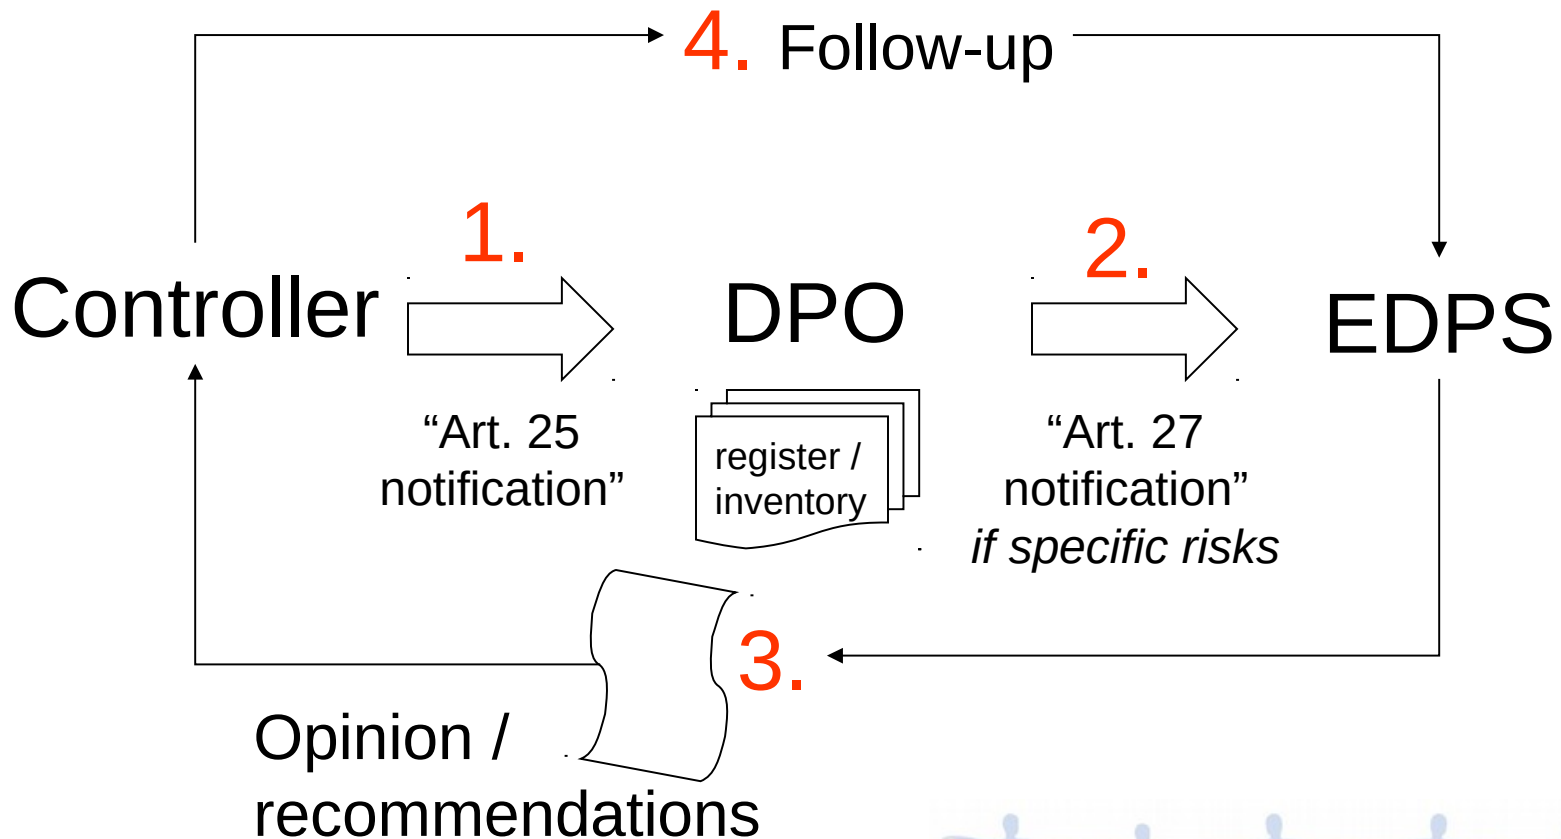 4. Follow-up
1.
2.
Controller
DPO
EDPS
“Art. 25
notification”
register /
inventory
“Art. 27
notification”
if specific risks
3.
Opinion /
recommendations